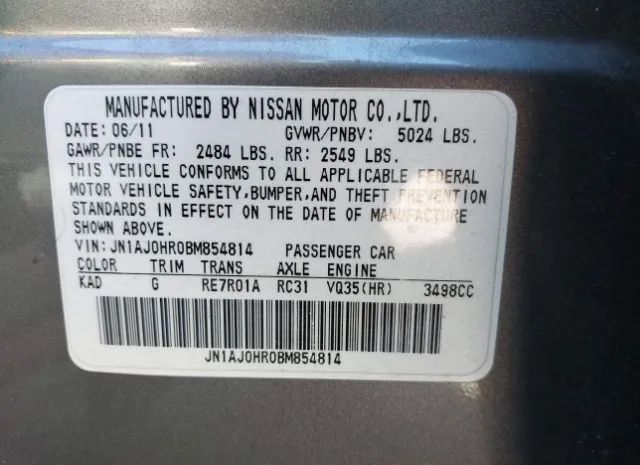 MANUFACTURED BY NISSAN MOTOR CO.,LTD.
DATE: 06/11 GVWR/PNBV: 5024 LBS.
GAWR/PNBE FR: 2484 LBS. RR: 2549 LBS.
THIS VEHICLE CONFORMS TO ALL APPLICABLE FEDERAL
MOTOR VEHICLE SAFETY,BUMPER,AND THEFT PREVENTION
STANDARDS IN EFFECT ON THE DATE OF MANUFACTURE
SHOWN ABOVE.
VIN: JN1AJ0HR0BM854814 PASSENGER CAR
COLOR TRIM TRANS AXLE ENGINE
KAD G RE7R01A RC31 VQ35(HR) 3498CC
JN1AJ0HR0BM854814